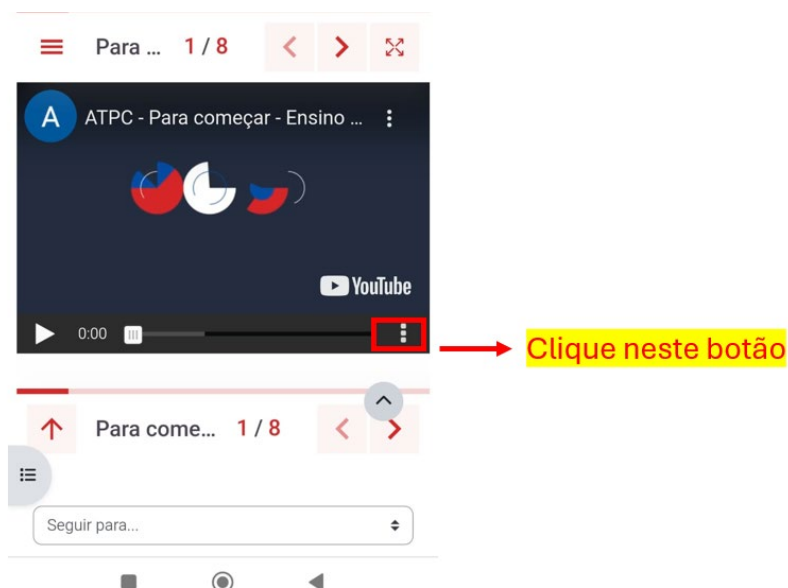 Para ... 1 / 8
A ATPC - Para começar - Ensino ...
YouTube
0:00
Clique neste botão
Para come... 1 / 8
Seguir para...